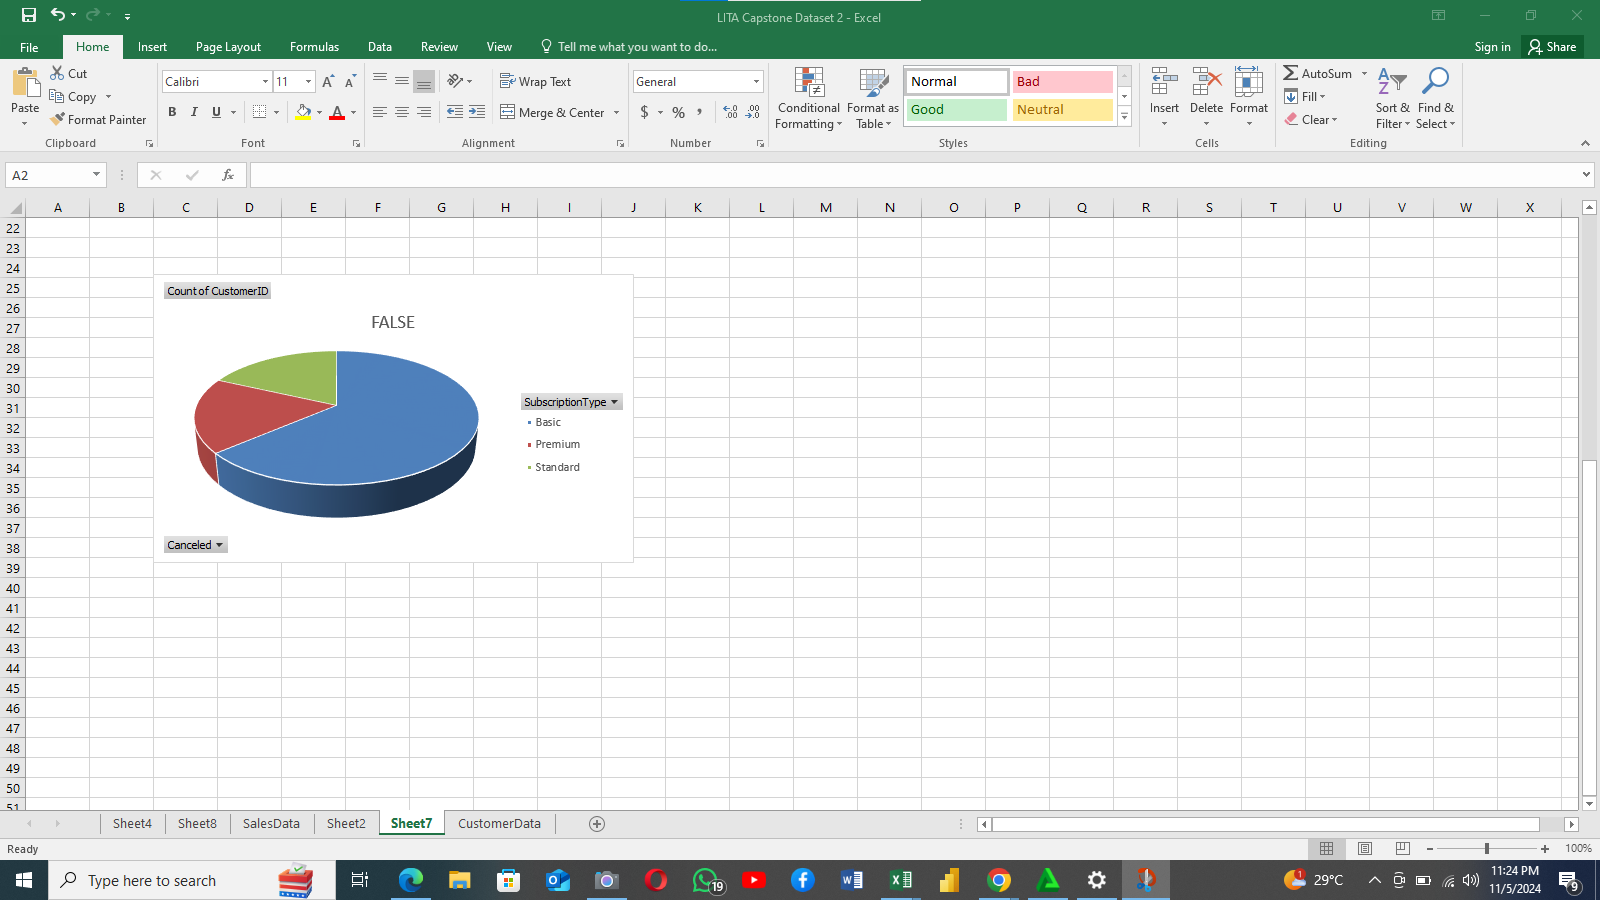 LITA Capstone Dataset 2 - Excel
File Home Insert Page Layout Formulas Data Review View Tell me what you want to do... Sign in Share
Paste
Cut
Copy
Format Painter
Clipboard
Calibri 11
B I U A
Font
Wrap Text
Merge & Center
Alignment
General
$ % ,
Number
Conditional Formatting
Format as Table
Normal Bad
Good Neutral
Styles
Insert Delete Format
Cells
AutoSum
Fill
Clear
Sort & Filter
Find & Select
Editing
A2 fx
A B C D E F G H I J K L M N O P Q R S T U V W X
22
23
24
25
26
27
28
29
30
31
32
33
34
35
36
37
38
39
40
41
42
43
44
45
46
47
48
49
50
51
Count of CustomerID
FALSE
SubscriptionType
Basic
Premium
Standard
Canceled
Sheet4 Sheet8 SalesData Sheet2 Sheet7 CustomerData
Ready 100%
Type here to search 19 1 29°C 11:24 PM
11/5/2024 9